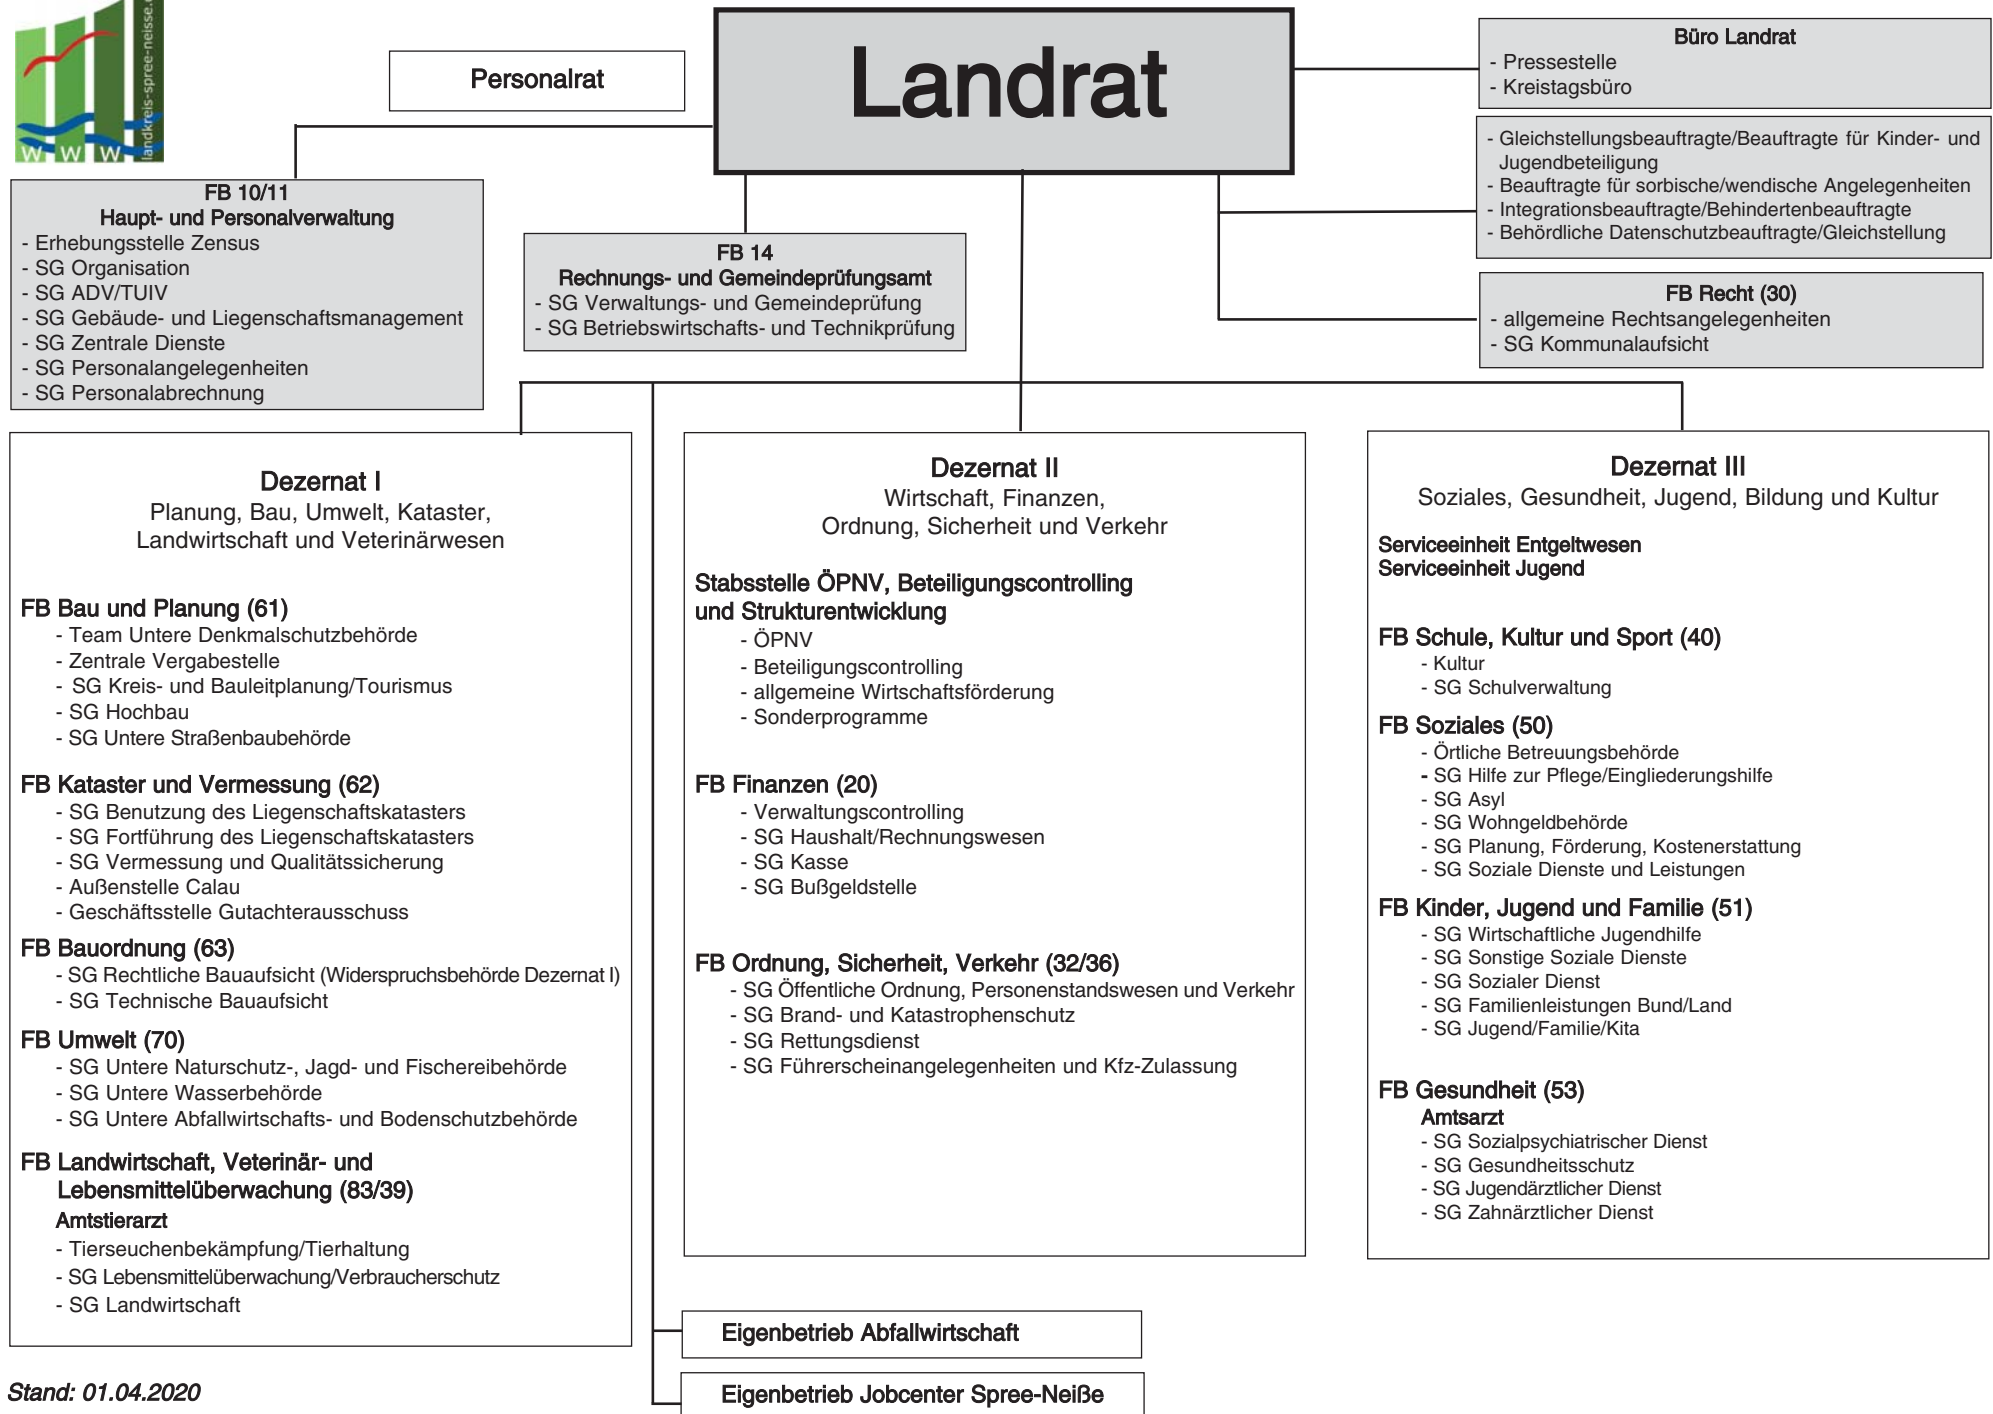 WWW
landkreis-spree-neisse.
Personalrat
Landrat
Büro Landrat
- Pressestelle
- Kreistagsbüro
- Gleichstellungsbeauftragte/Beauftragte für Kinder- und
Jugendbeteiligung
- Beauftragte für sorbische/wendische Angelegenheiten
- Integrationsbeauftragte/Behindertenbeauftragte
- Behördliche Datenschutzbeauftragte/Gleichstellung
FB 10/11
Haupt- und Personalverwaltung
- Erhebungsstelle Zensus
- SG Organisation
- SG ADV/TUIV
- SG Gebäude- und Liegenschaftsmanagement
- SG Zentrale Dienste
- SG Personalangelegenheiten
- SG Personalabrechnung
FB 14
Rechnungs- und Gemeindeprüfungsamt
- SG Verwaltungs- und Gemeindeprüfung
- SG Betriebswirtschafts- und Technikprüfung
FB Recht (30)
- allgemeine Rechtsangelegenheiten
- SG Kommunalaufsicht
Dezernat I
Planung, Bau, Umwelt, Kataster,
Landwirtschaft und Veterinärwesen
FB Bau und Planung (61)
- Team Untere Denkmalschutzbehörde
- Zentrale Vergabestelle
- SG Kreis- und Bauleitplanung/Tourismus
- SG Hochbau
- SG Untere Straßenbaubehörde
FB Kataster und Vermessung (62)
- SG Benutzung des Liegenschaftskatasters
- SG Fortführung des Liegenschaftskatasters
- SG Vermessung und Qualitätssicherung
- Außenstelle Calau
- Geschäftsstelle Gutachterausschuss
FB Bauordnung (63)
- SG Rechtliche Bauaufsicht (Widerspruchsbehörde Dezernat I)
- SG Technische Bauaufsicht
FB Umwelt (70)
- SG Untere Naturschutz-, Jagd- und Fischereibehörde
- SG Untere Wasserbehörde
- SG Untere Abfallwirtschafts- und Bodenschutzbehörde
FB Landwirtschaft, Veterinär- und
Lebensmittelüberwachung (83/39)
Amtstierarzt
- Tierseuchenbekämpfung/Tierhaltung
- SG Lebensmittelüberwachung/Verbraucherschutz
- SG Landwirtschaft
Dezernat II
Wirtschaft, Finanzen,
Ordnung, Sicherheit und Verkehr
Stabsstelle ÖPNV, Beteiligungscontrolling
und Strukturentwicklung
- ÖPNV
- Beteiligungscontrolling
- allgemeine Wirtschaftsförderung
- Sonderprogramme
FB Finanzen (20)
- Verwaltungscontrolling
- SG Haushalt/Rechnungswesen
- SG Kasse
- SG Bußgeldstelle
FB Ordnung, Sicherheit, Verkehr (32/36)
- SG Öffentliche Ordnung, Personenstandswesen und Verkehr
- SG Brand- und Katastrophenschutz
- SG Rettungsdienst
- SG Führerscheinangelegenheiten und Kfz-Zulassung
Dezernat III
Soziales, Gesundheit, Jugend, Bildung und Kultur
Serviceeinheit Entgeltwesen
Serviceeinheit Jugend
FB Schule, Kultur und Sport (40)
- Kultur
- SG Schulverwaltung
FB Soziales (50)
- Örtliche Betreuungsbehörde
- SG Hilfe zur Pflege/Eingliederungshilfe
- SG Asyl
- SG Wohngeldbehörde
- SG Planung, Förderung, Kostenerstattung
- SG Soziale Dienste und Leistungen
FB Kinder, Jugend und Familie (51)
- SG Wirtschaftliche Jugendhilfe
- SG Sonstige Soziale Dienste
- SG Sozialer Dienst
- SG Familienleistungen Bund/Land
- SG Jugend/Familie/Kita
FB Gesundheit (53)
Amtsarzt
- SG Sozialpsychiatrischer Dienst
- SG Gesundheitsschutz
- SG Jugendärztlicher Dienst
- SG Zahnärztlicher Dienst
Eigenbetrieb Abfallwirtschaft
Eigenbetrieb Jobcenter Spree-Neiße
Stand: 01.04.2020